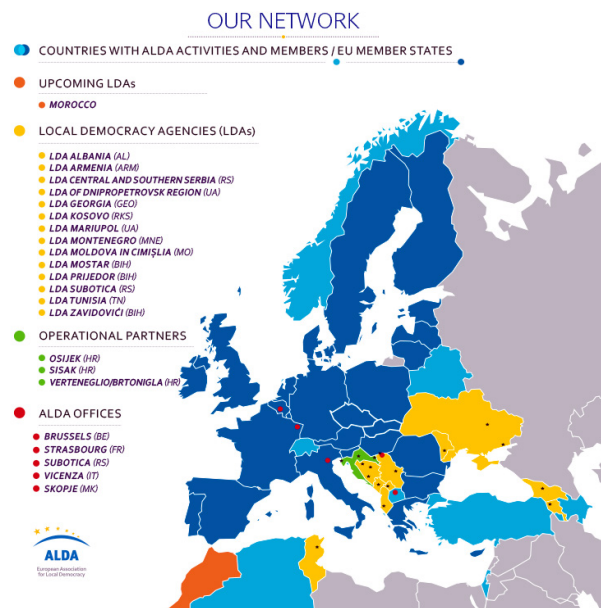 OUR NETWORK
COUNTRIES WITH ALDA ACTIVITIES AND MEMBERS / EU MEMBER STATES
UPCOMING LDAs
MOROCCO
LOCAL DEMOCRACY AGENCIES (LDAs)
LDA ALBANIA (AL)
LDA ARMENIA (ARM)
LDA CENTRAL AND SOUTHERN SERBIA (RS)
LDA OF DNIPROPETROVSK REGION (UA)
LDA GEORGIA (GEO)
LDA KOSOVO (RKS)
LDA MARIUPOL (UA)
LDA MONTENEGRO (MNE)
LDA MOLDOVA IN CIMIȘLIA (MO)
LDA MOSTAR (BIH)
LDA PRIJEDOR (BIH)
LDA SUBOTICA (RS)
LDA TUNISIA (TN)
LDA ZAVIDOVIĆI (BIH)
OPERATIONAL PARTNERS
OSIJEK (HR)
SISAK (HR)
VERTENEGLIO/BRTONIGLA (HR)
ALDA OFFICES
BRUSSELS (BE)
STRASBOURG (FR)
SUBOTICA (RS)
VICENZA (IT)
SKOPJE (MK)
ALDA
European Association
for Local Democracy